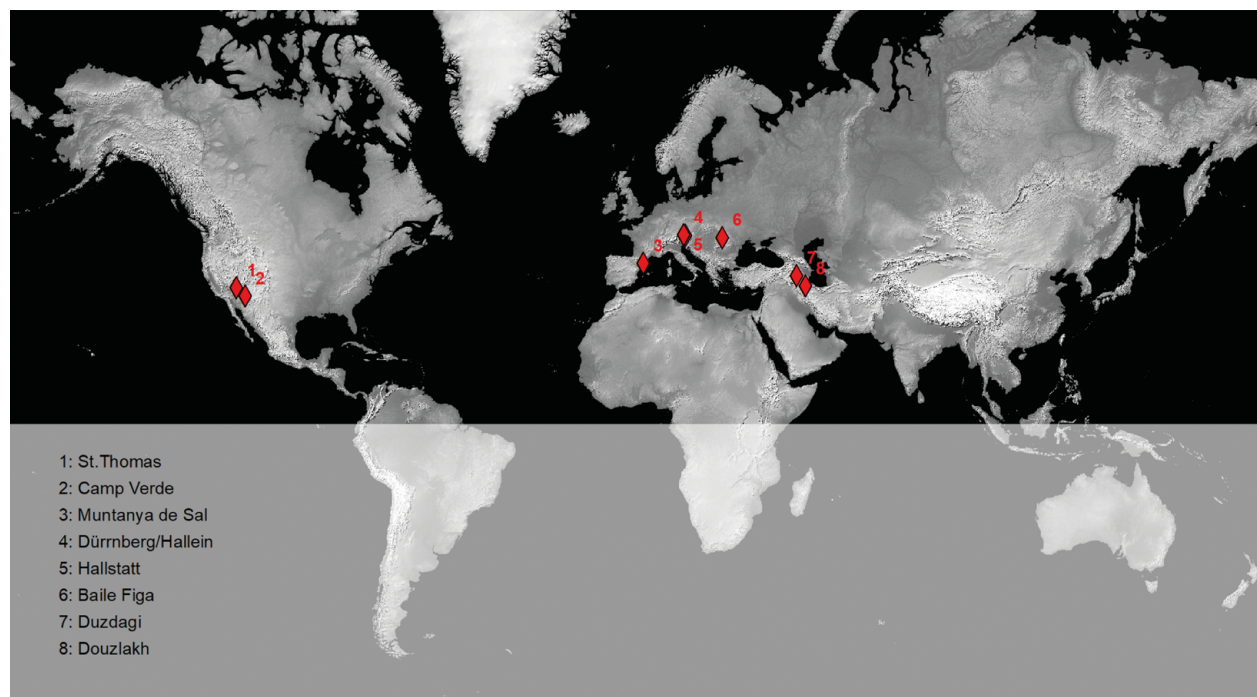 4
6
3
5
1
2
7
8
1: St.Thomas
2: Camp Verde
3: Muntanya de Sal
4: Dürrnberg/Hallein
5: Hallstatt
6: Baile Figa
7: Duzdagi
8: Douzlakh